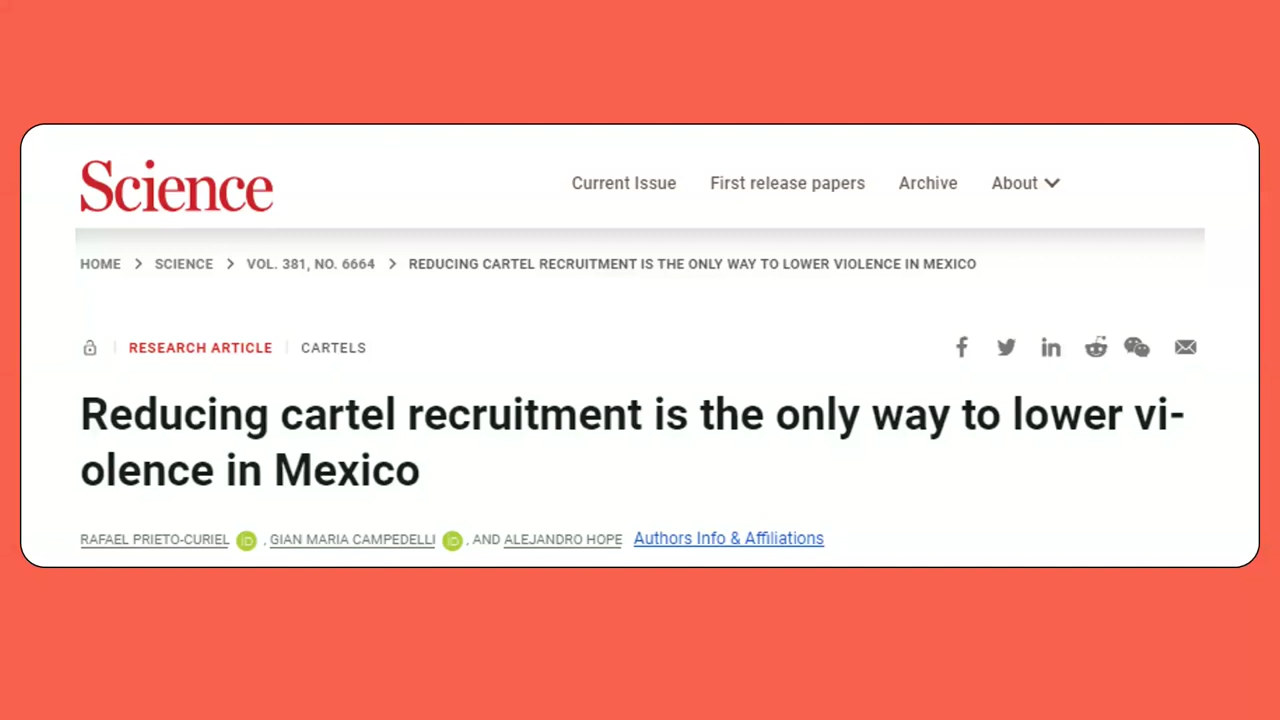 Science
Current Issue First release papers Archive About
HOME > SCIENCE > VOL. 381, NO. 6664 > REDUCING CARTEL RECRUITMENT IS THE ONLY WAY TO LOWER VIOLENCE IN MEXICO
RESEARCH ARTICLE | CARTELS
Reducing cartel recruitment is the only way to lower vi-
olence in Mexico
RAFAEL PRIETO-CURIEL iD , GIAN MARIA CAMPEDELLI iD , AND ALEJANDRO HOPE Authors Info & Affiliations